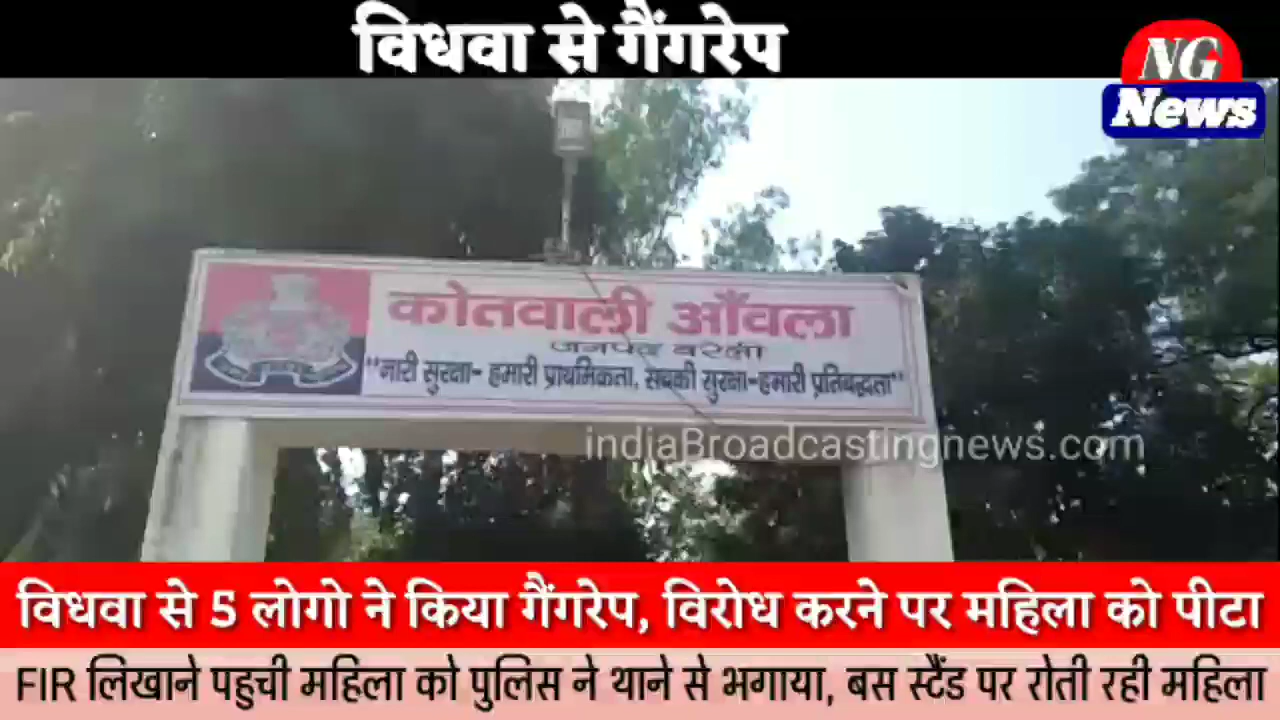 विधवा से गैंगरेप
NG
News
कोतवाली आँवला
जनपद बरेली
"नारी सुरक्षा- हमारी प्राथमिकता, सबकी सुरक्षा-हमारी प्रतिबद्धता"
indiaBroadcastingnews.com
विधवा से 5 लोगो ने किया गैंगरेप, विरोध करने पर महिला को पीटा
FIR लिखाने पहुची महिला को पुलिस ने थाने से भगाया, बस स्टैंड पर रोती रही महिला